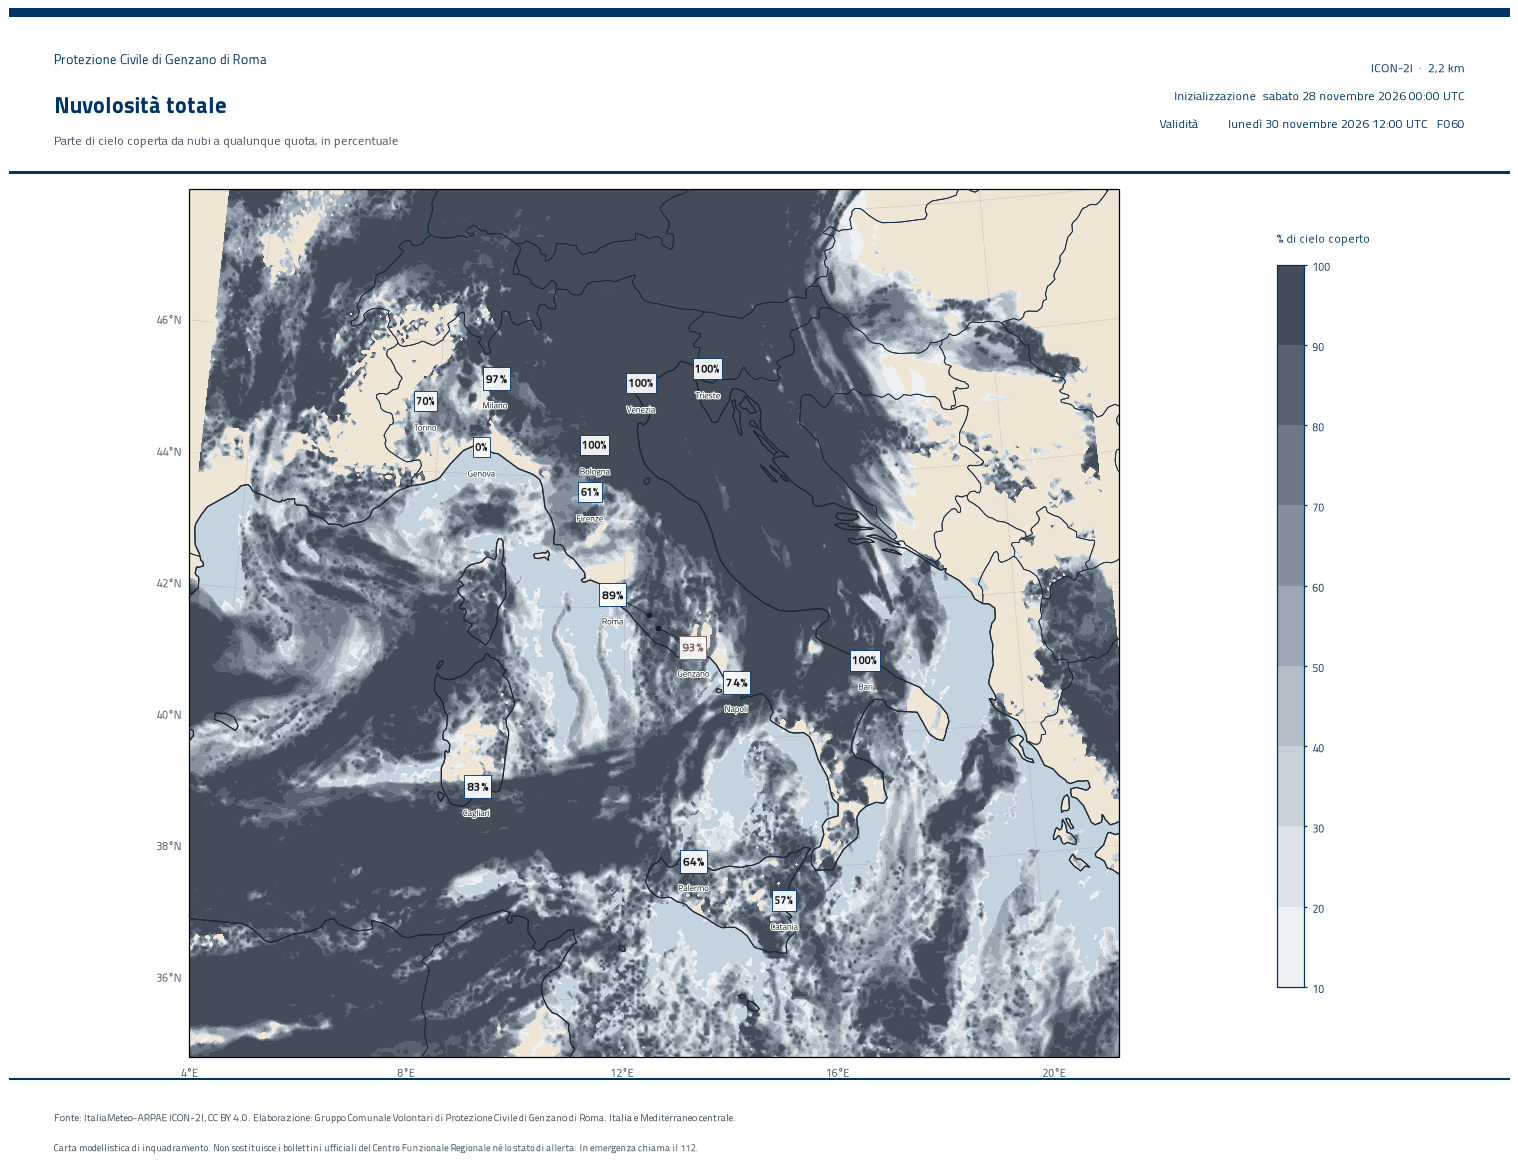 Protezione Civile di Genzano di Roma
Nuvolosità totale
Parte di cielo coperta da nubi a qualunque quota, in percentuale
ICON-2I · 2,2 km
Inizializzazione sabato 28 novembre 2026 00:00 UTC
Validità lunedì 30 novembre 2026 12:00 UTC F060
% di cielo coperto
100
90
80
70
60
50
40
30
20
10
46°N
44°N
42°N
40°N
38°N
36°N
4°E
8°E
12°E
16°E
20°E
100%
Trieste
97%
Milano
100%
Venezia
70%
Torino
0%
Genova
100%
Bologna
61%
Firenze
89%
Roma
93%
Genzano
100%
Bari
74%
Napoli
83%
Cagliari
64%
Palermo
57%
Catania
Fonte: ItaliaMeteo-ARPAE ICON-2I, CC BY 4.0. Elaborazione: Gruppo Comunale Volontari di Protezione Civile di Genzano di Roma. Italia e Mediterraneo centrale.
Carta modellistica di inquadramento. Non sostituisce i bollettini ufficiali del Centro Funzionale Regionale né lo stato di allerta. In emergenza chiama il 112.